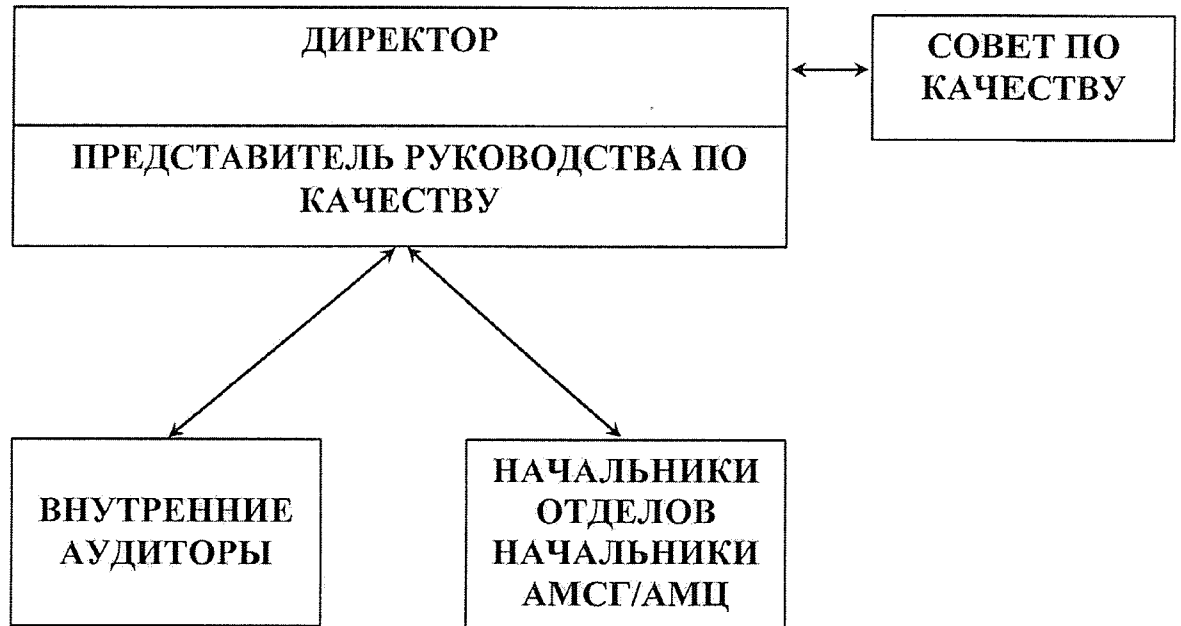 ДИРЕКТОР
СОВЕТ ПО
КАЧЕСТВУ
ПРЕДСТАВИТЕЛЬ РУКОВОДСТВА ПО
КАЧЕСТВУ
ВНУТРЕННИЕ
АУДИТОРЫ
НАЧАЛЬНИКИ
ОТДЕЛОВ
НАЧАЛЬНИКИ
АМСГ/АМЦ